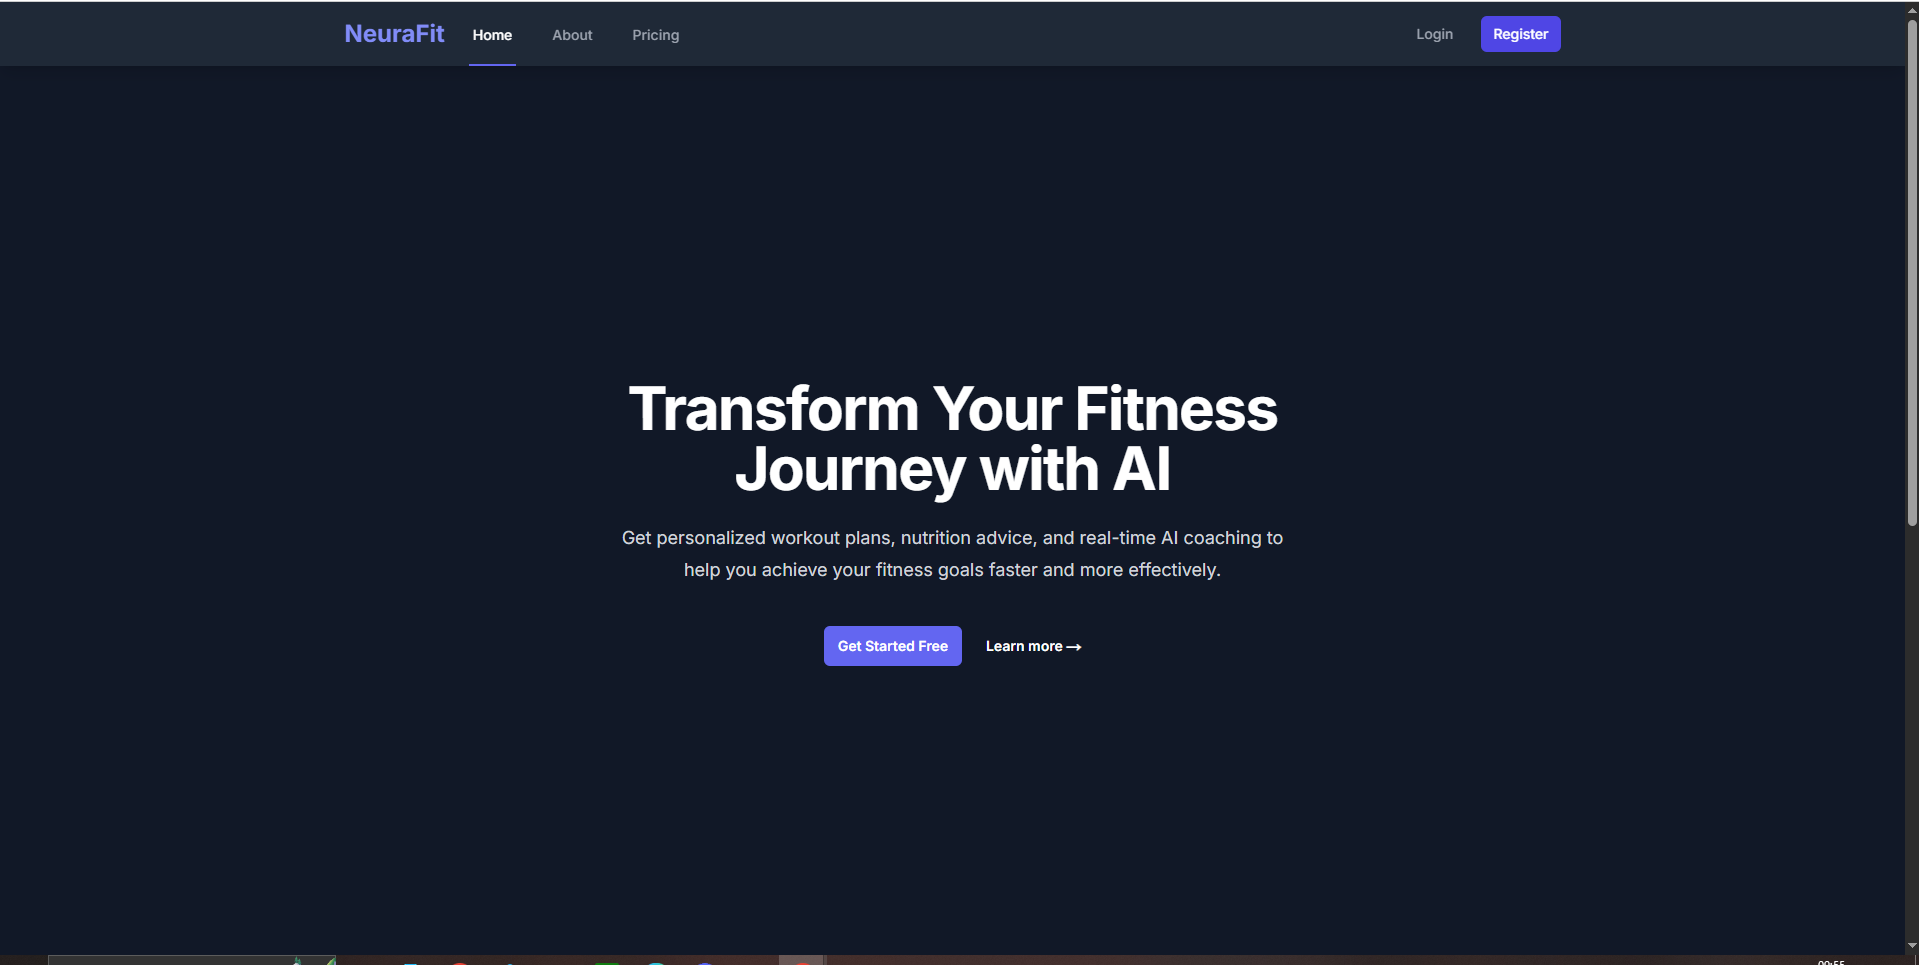 NeuraFit Home About Pricing Login Register
Transform Your Fitness
Journey with AI
Get personalized workout plans, nutrition advice, and real-time AI coaching to
help you achieve your fitness goals faster and more effectively.
Get Started Free Learn more →